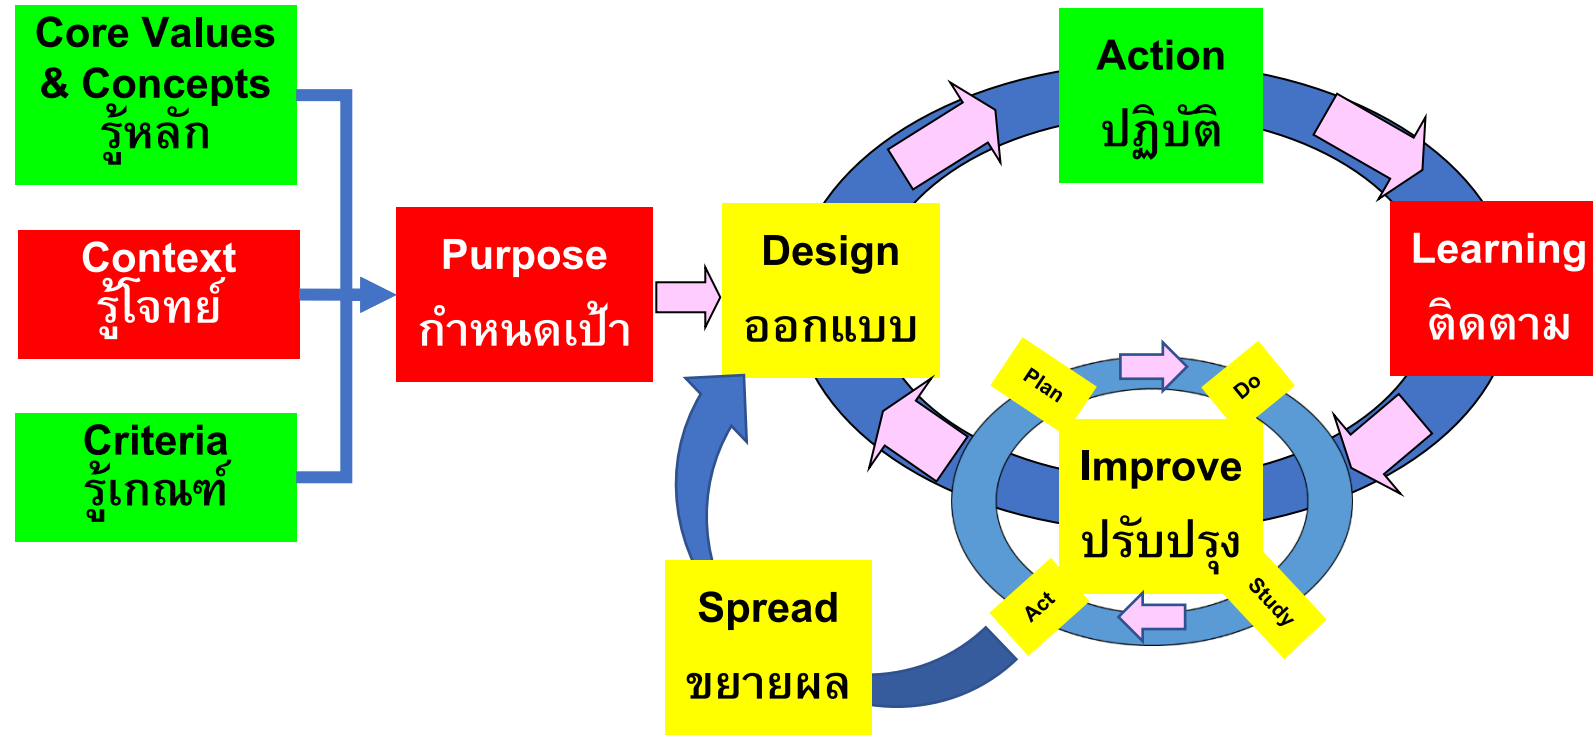 Core Values
& Concepts
รู้หลัก
Context
รู้โจทย์
Criteria
รู้เกณฑ์
Purpose
กำหนดเป้า
Design
ออกแบบ
Action
ปฏิบัติ
Learning
ติดตาม
Improve
ปรับปรุง
Plan
Do
Study
Act
Spread
ขยายผล